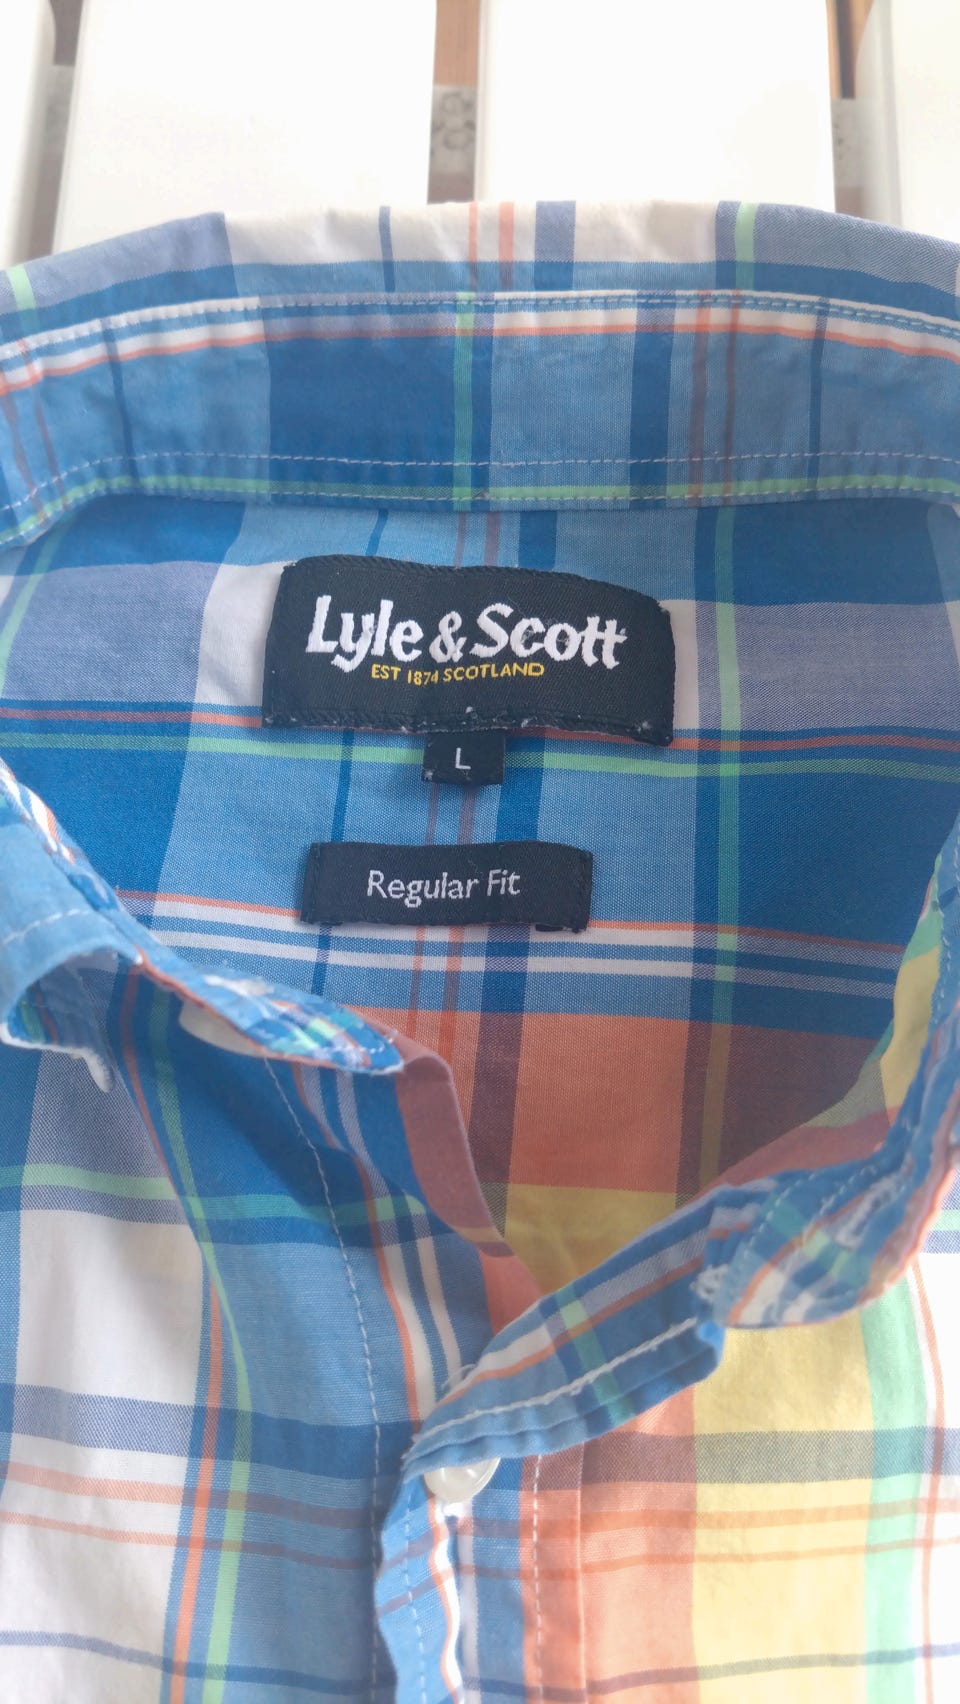 Lyle & Scott
EST 1874 SCOTLAND
L
Regular Fit